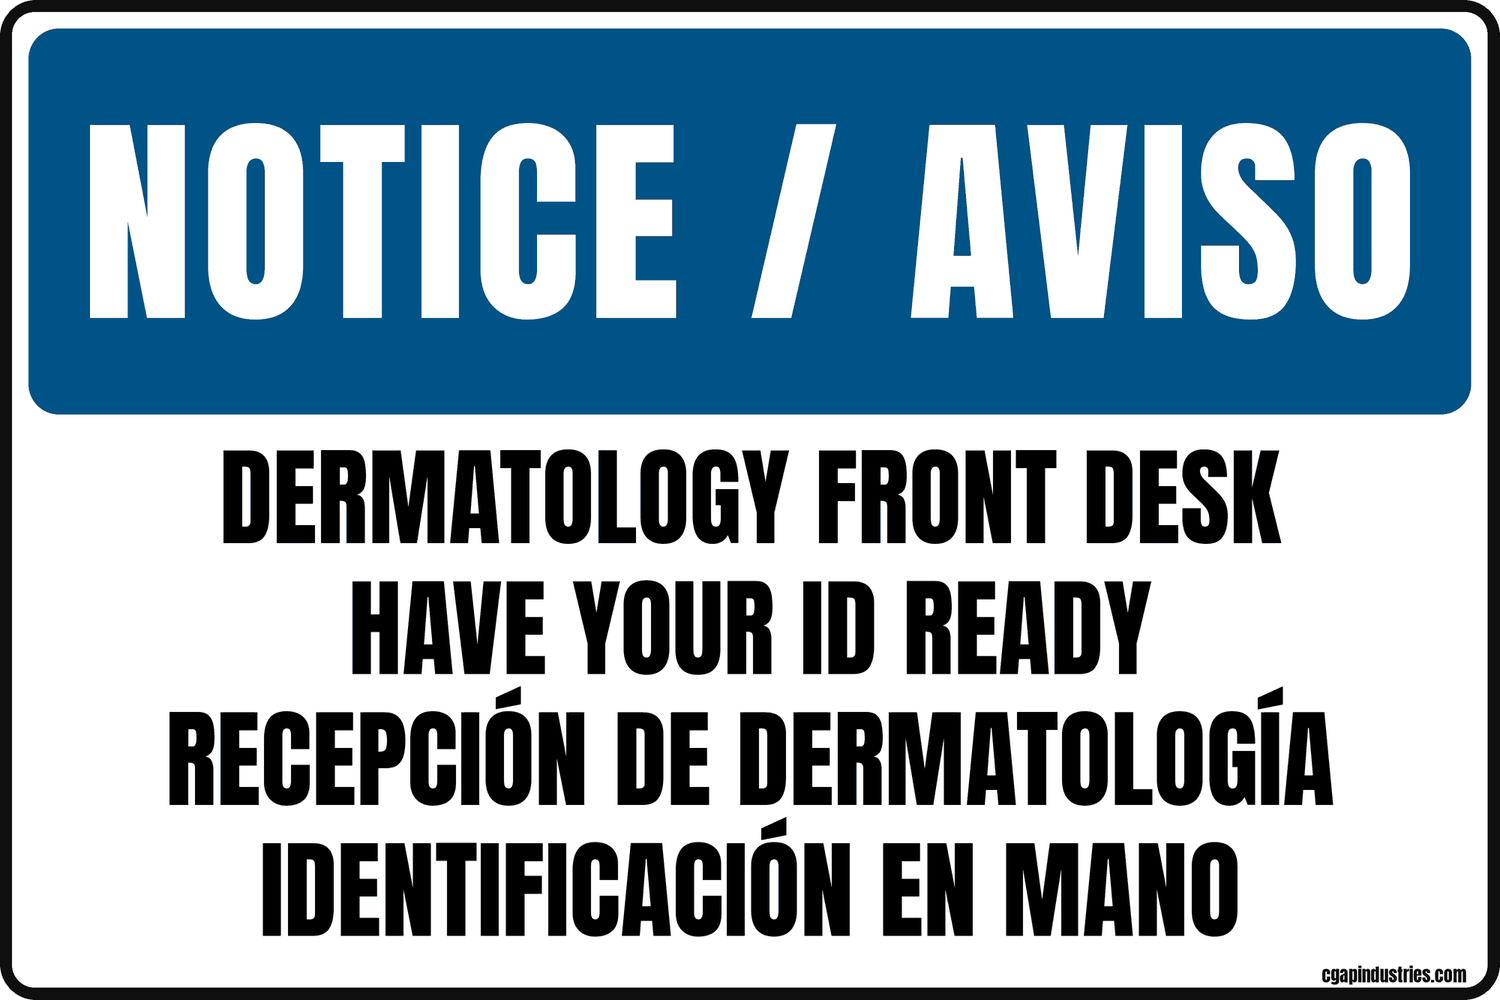 NOTICE / AVISO
DERMATOLOGY FRONT DESK
HAVE YOUR ID READY
RECEPCIÓN DE DERMATOLOGÍA
IDENTIFICACIÓN EN MANO
cgapindustries.com